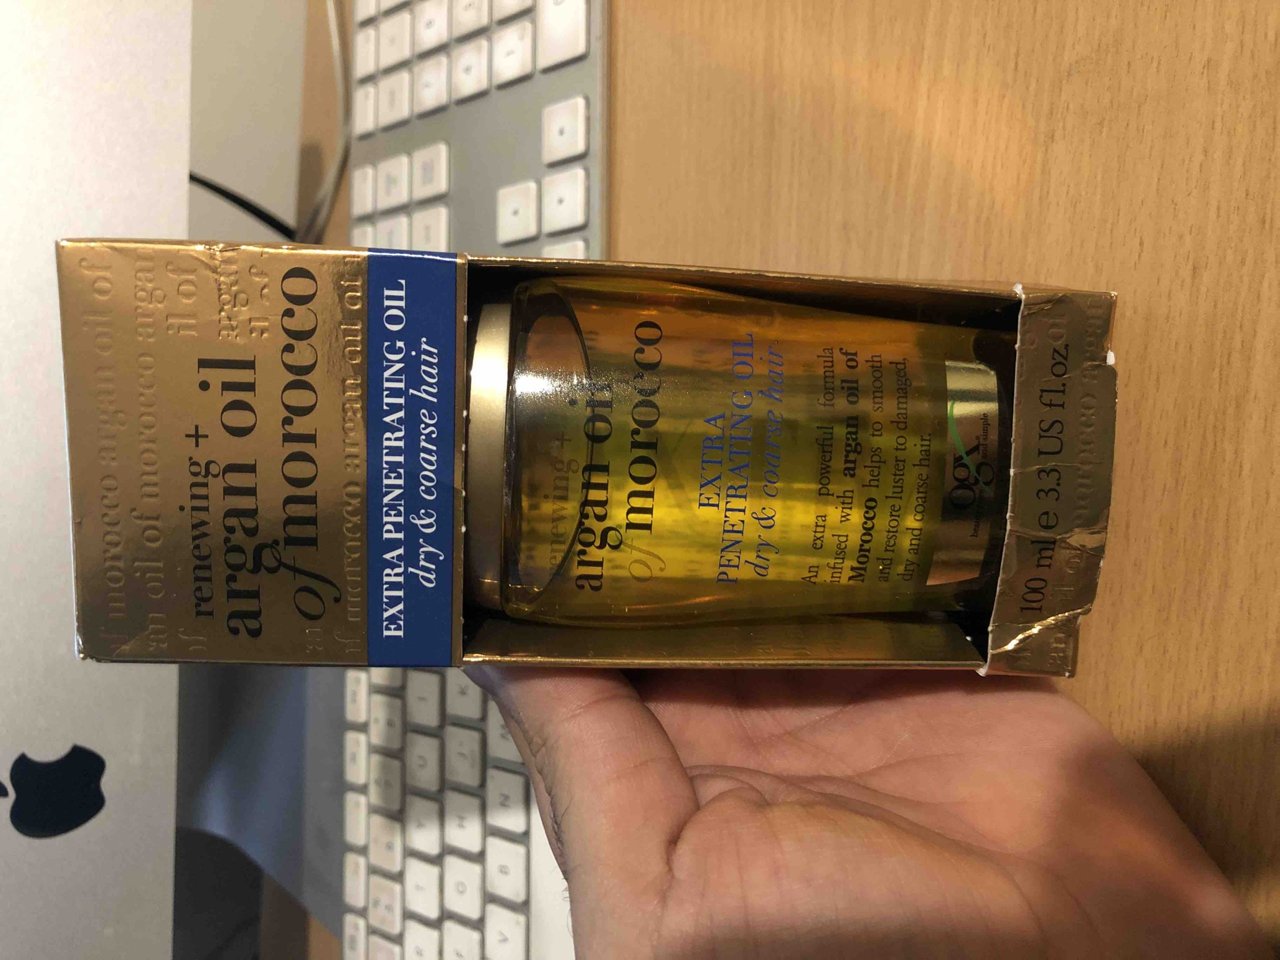 renewing +
argan oil
of morocco
EXTRA PENETRATING OIL
dry & coarse hair
renewing +
argan oil
of morocco
EXTRA
PENETRATING OIL
dry & coarse hair
An extra powerful formula
infused with argan oil of
Morocco helps to smooth
and restore luster to damaged,
dry and coarse hair.
ogx
100 ml e 3.3 US fl.oz.